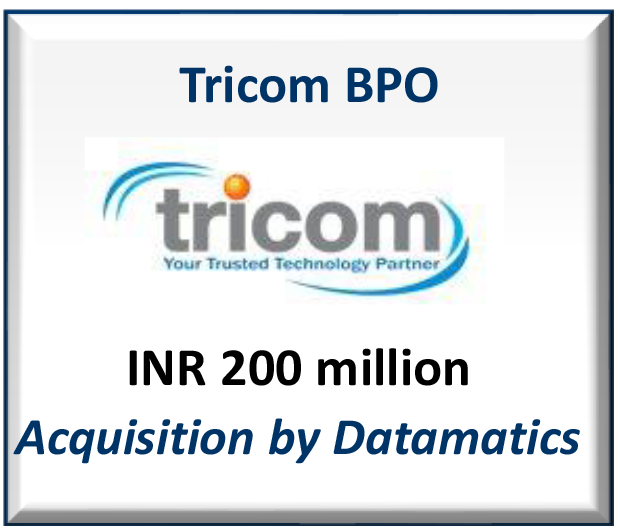 Tricom BPO
tricom
Your Trusted Technology Partner
INR 200 million
Acquisition by Datamatics